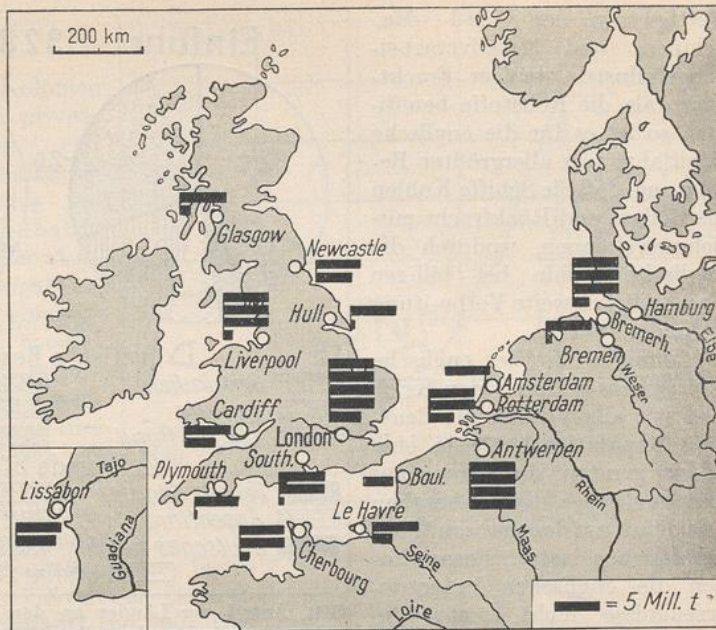 200 km
Glasgow
Newcastle
Hull
Liverpool
Cardiff
London
South.
Plymouth
Hamburg
Bremerh.
Bremen
Elbe
Weser
Amsterdam
Rotterdam
Antwerpen
Rhein
Boul.
Maas
Le Havre
Seine
Cherbourg
Loire
Lissabon
Tajo
Guadiana
= 5 Mill. t